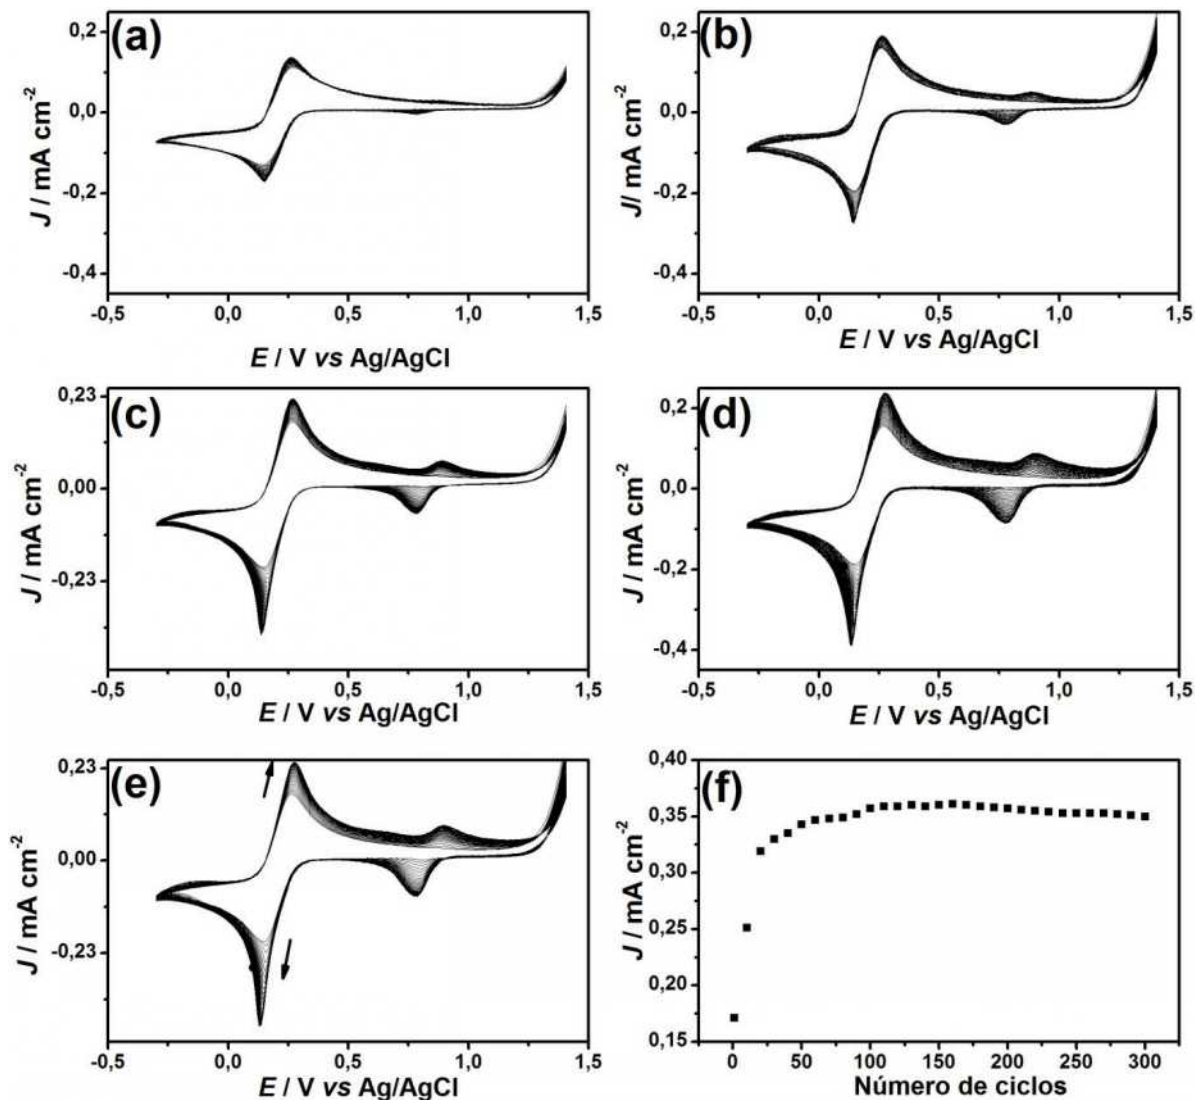 (a)
0,2
0,0
-0,2
-0,4
J / mA cm-2
-0,5 0,0 0,5 1,0 1,5
E / V vs Ag/AgCl
(b)
0,2
0,0
-0,2
-0,4
J/ mA cm-2
-0,5 0,0 0,5 1,0 1,5
E / V vs Ag/AgCl
(c)
0,23
0,00
-0,23
J / mA cm-2
-0,5 0,0 0,5 1,0 1,5
E / V vs Ag/AgCl
(d)
0,2
0,0
-0,2
-0,4
J / mA cm-2
-0,5 0,0 0,5 1,0 1,5
E / V vs Ag/AgCl
(e)
0,23
0,00
-0,23
J / mA cm-2
-0,5 0,0 0,5 1,0 1,5
E / V vs Ag/AgCl
(f)
0,40
0,35
0,30
0,25
0,20
0,15
J / mA cm-2
0 50 100 150 200 250 300
Número de ciclos